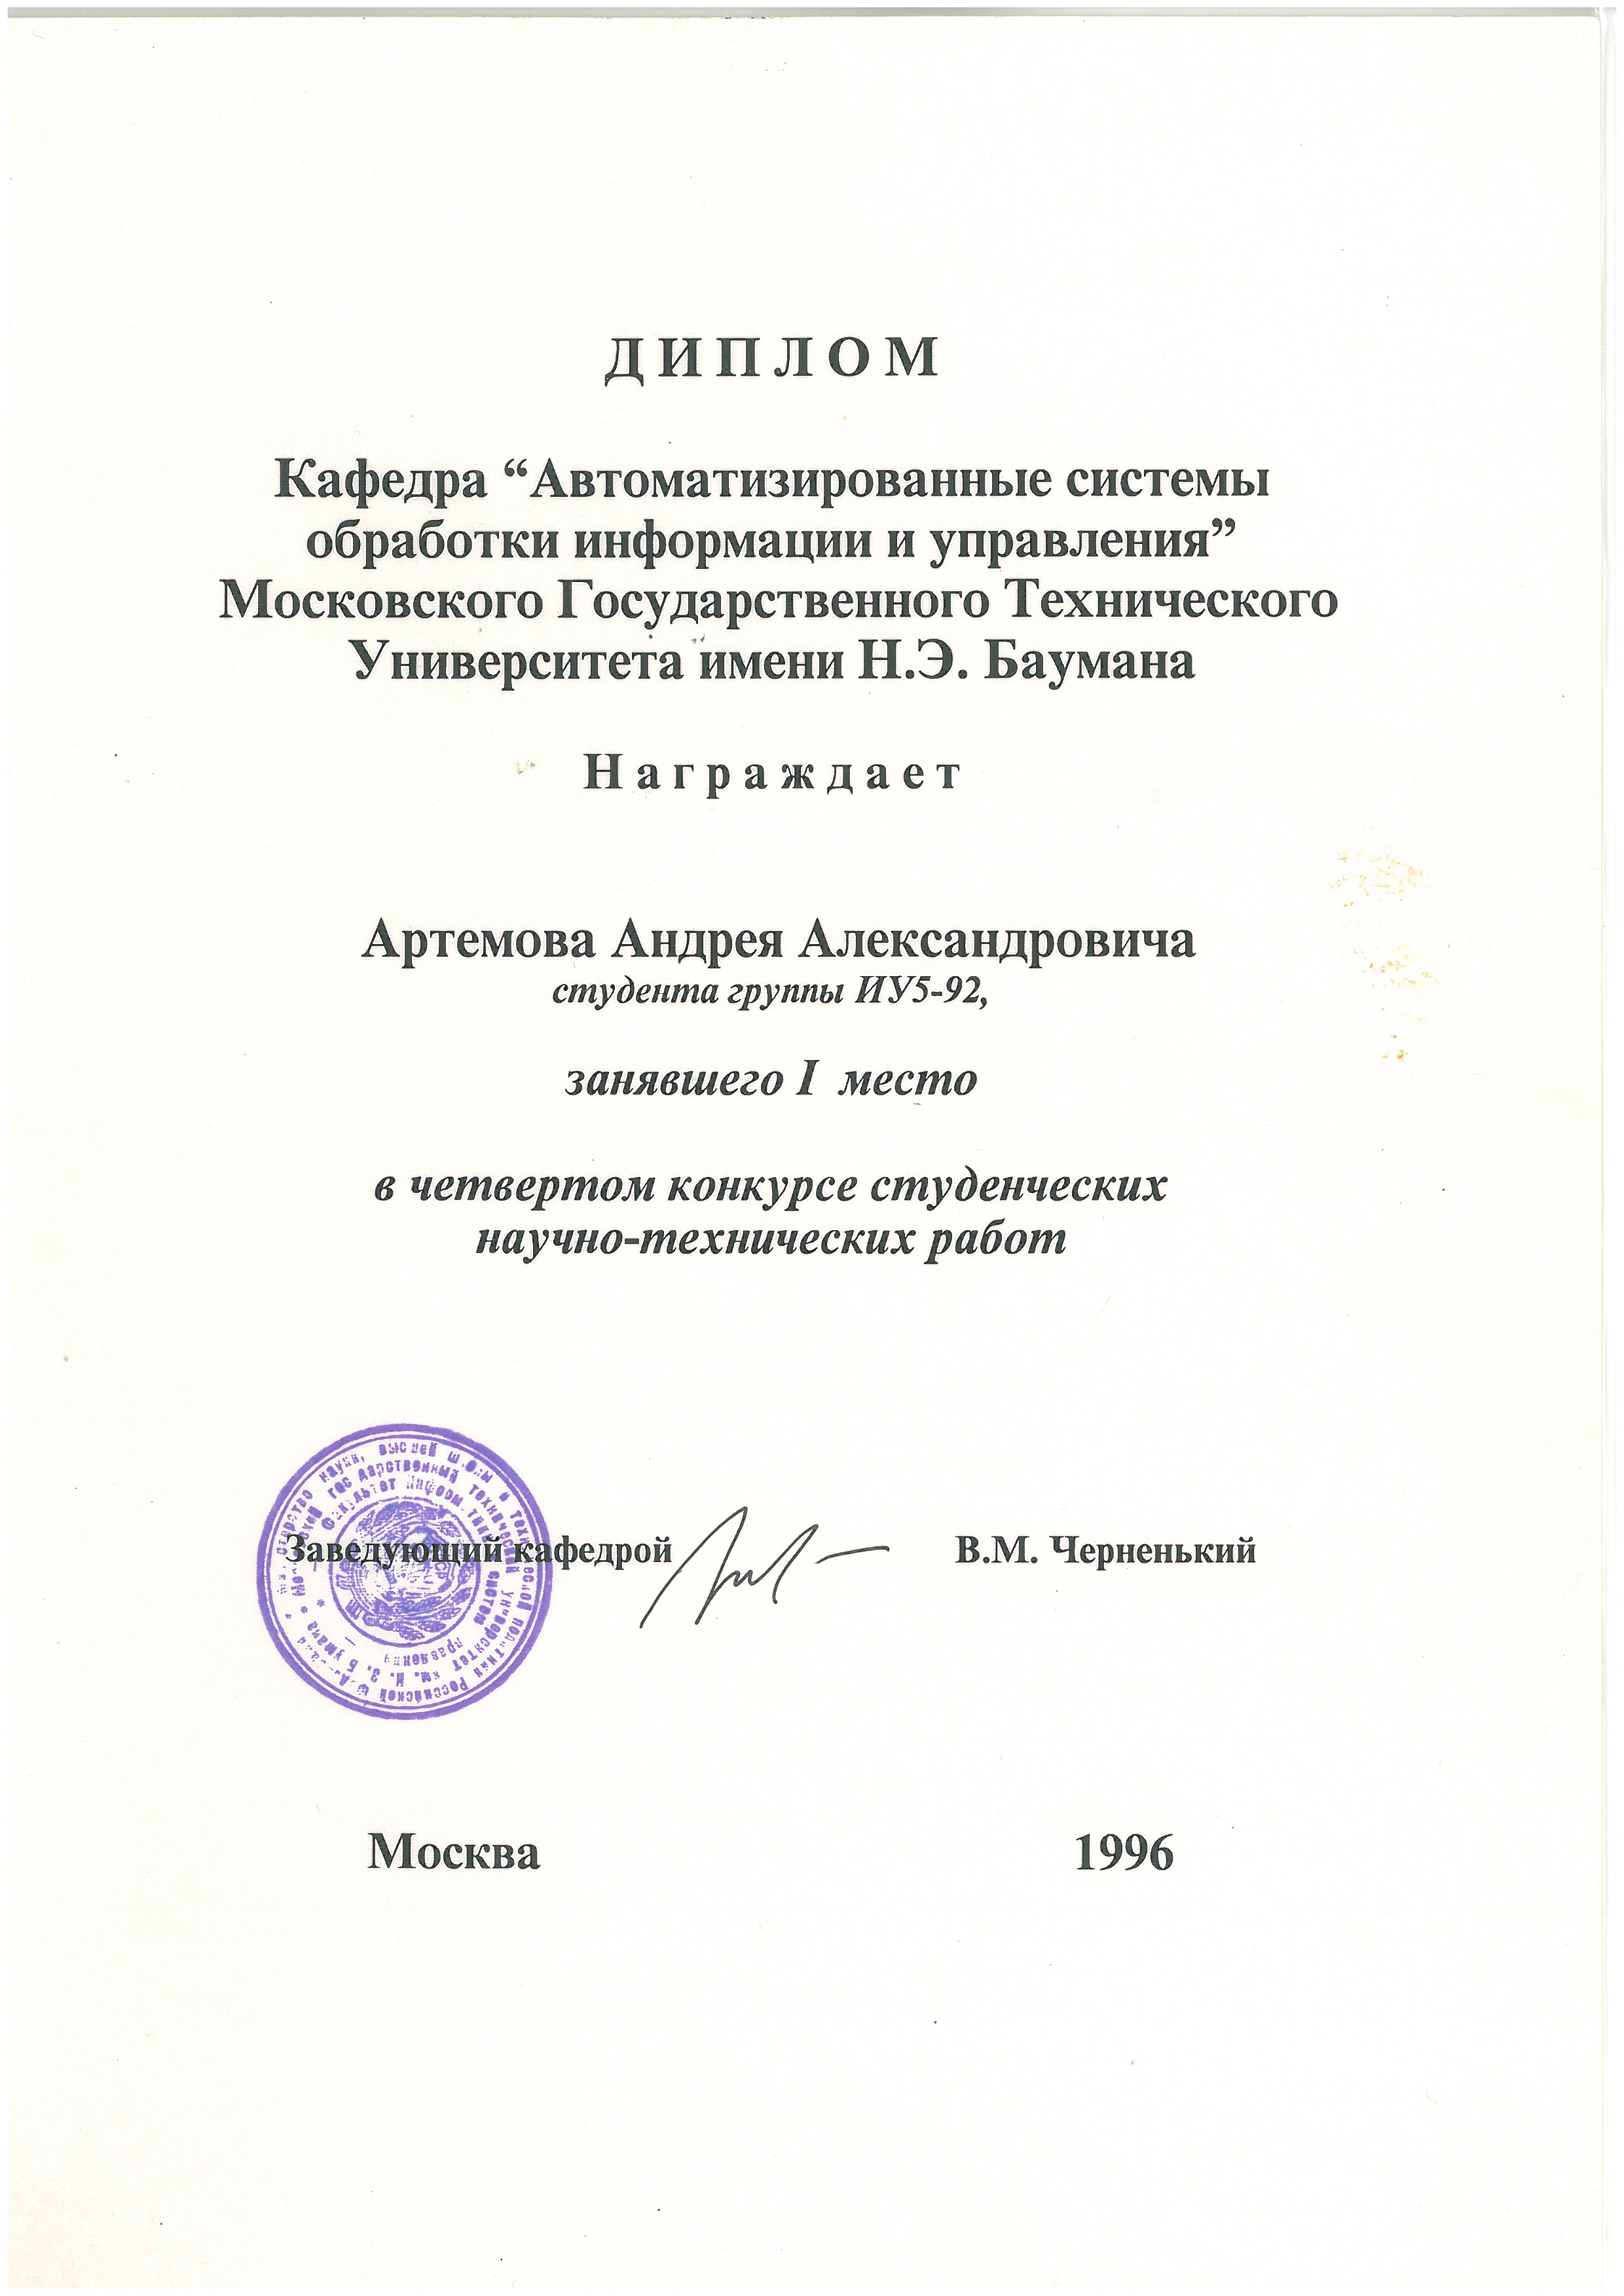 ДИПЛОМ
Кафедра “Автоматизированные системы
обработки информации и управления”
Московского Государственного Технического
Университета имени Н.Э. Баумана
Награждает
Артемова Андрея Александровича
студента группы ИУ5-92,
занявшего I место
в четвертом конкурсе студенческих
научно-технических работ
Заведующий кафедрой В.М. Черненький
Москва 1996